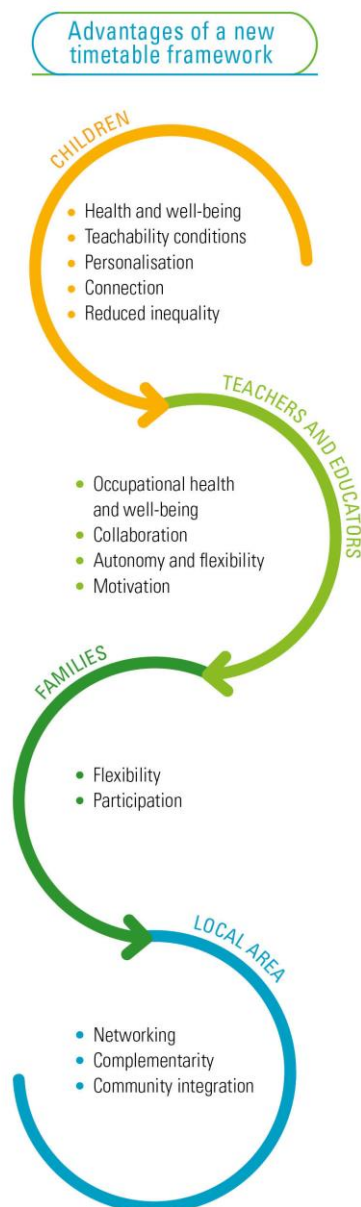 Advantages of a new
timetable framework
CHILDREN
• Health and well-being
• Teachability conditions
• Personalisation
• Connection
• Reduced inequality
TEACHERS AND EDUCATORS
• Occupational health
and well-being
• Collaboration
• Autonomy and flexibility
• Motivation
FAMILIES
• Flexibility
• Participation
LOCAL AREA
• Networking
• Complementarity
• Community integration